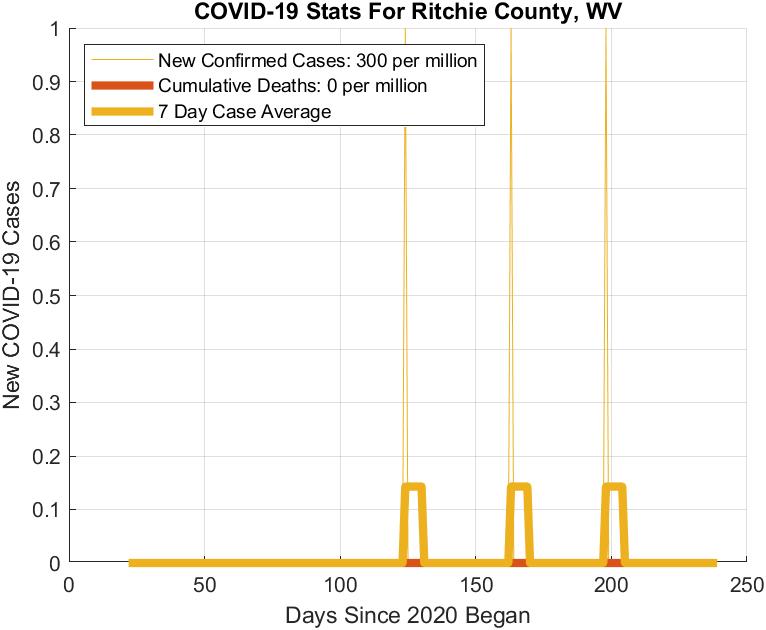 COVID-19 Stats For Ritchie County, WV
New Confirmed Cases: 300 per million
Cumulative Deaths: 0 per million
7 Day Case Average
New COVID-19 Cases
1
0.9
0.8
0.7
0.6
0.5
0.4
0.3
0.2
0.1
0
0 50 100 150 200 250
Days Since 2020 Began